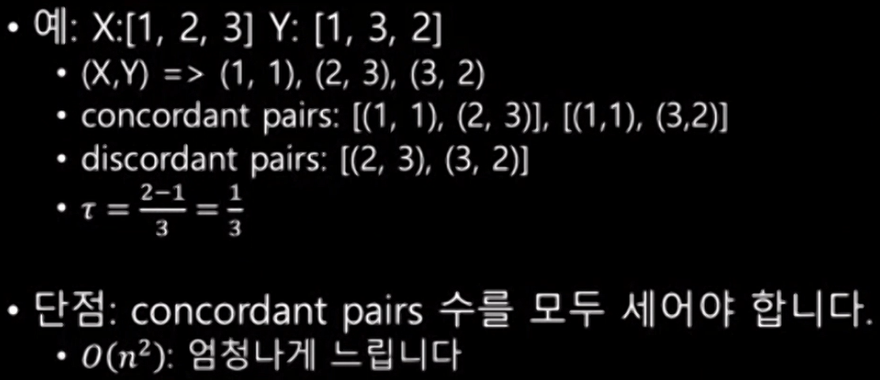 • 예: X:[1, 2, 3] Y: [1, 3, 2]
• (X,Y) => (1, 1), (2, 3), (3, 2)
• concordant pairs: [(1, 1), (2, 3)], [(1,1), (3,2)]
• discordant pairs: [(2, 3), (3, 2)]
• τ = \frac{2−1}{3} = \frac{1}{3}
• 단점: concordant pairs 수를 모두 세어야 합니다.
• O(n²): 엄청나게 느립니다